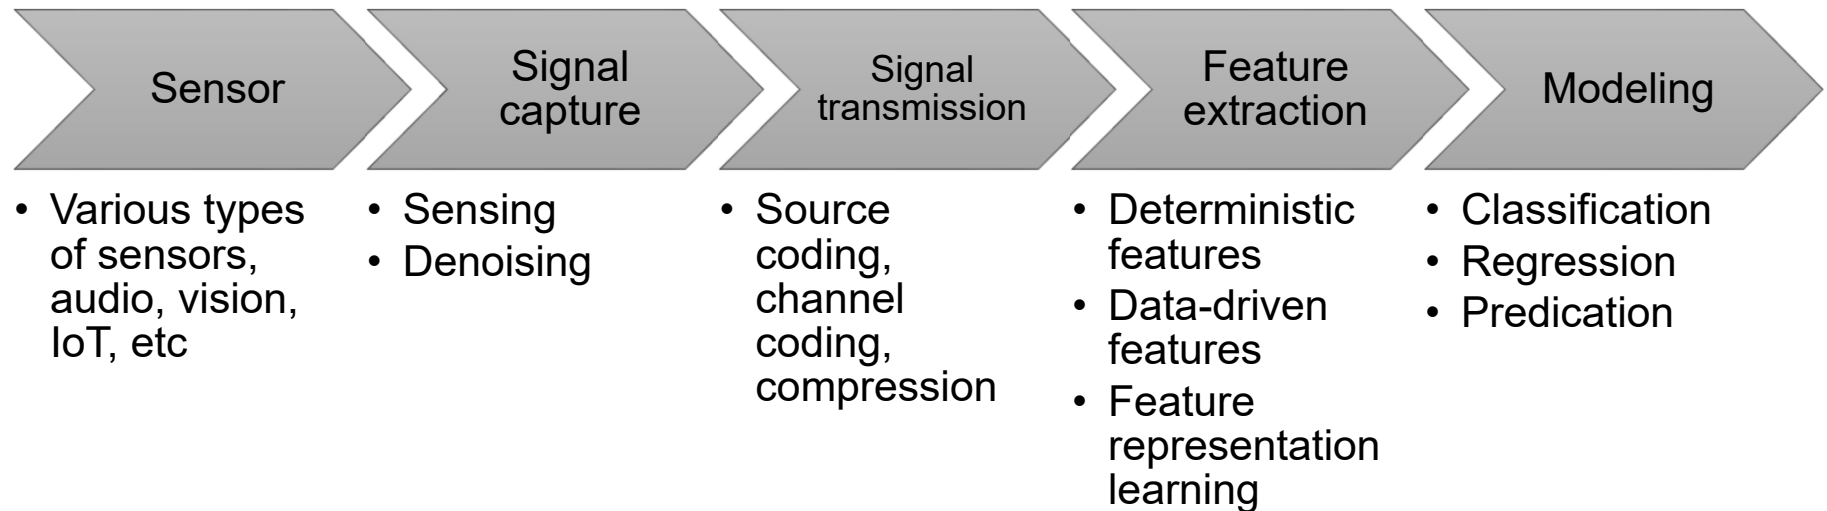 Sensor
Signal
capture
Signal
transmission
Feature
extraction
Modeling
• Various types
of sensors,
audio, vision,
IoT, etc
• Sensing
• Denoising
• Source
coding,
channel
coding,
compression
• Deterministic
features
• Data-driven
features
• Feature
representation
learning
• Classification
• Regression
• Predication